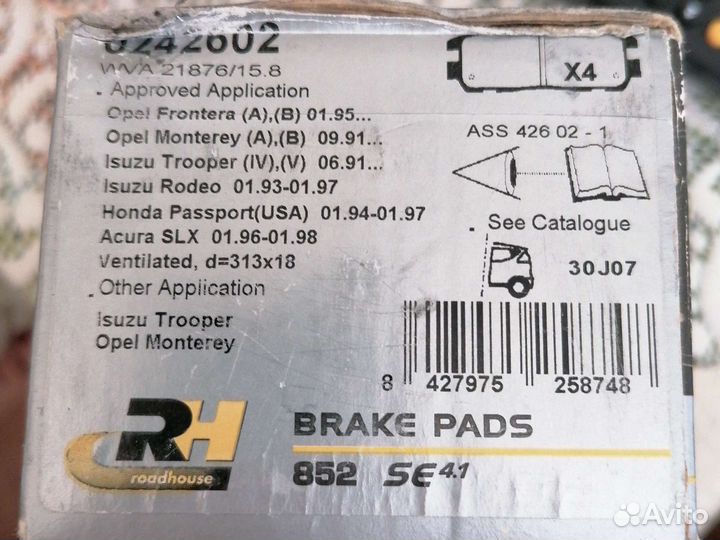 8242602
WVA 21876/15.8
. Approved Application
Opel Frontera (A),(B) 01.95...
Opel Monterey (A),(B) 09.91...
Isuzu Trooper (IV),(V) 06.91...
Isuzu Rodeo 01.93-01.97
Honda Passport(USA) 01.94-01.97
Acura SLX 01.96-01.98
Ventilated, d=313x18
.Other Application
Isuzu Trooper
Opel Monterey
X4
ASS 426 02 - 1
. See Catalogue
30J07
8 427975 258748
RH
roadhouse
BRAKE PADS
852 SE 4.1
Avito